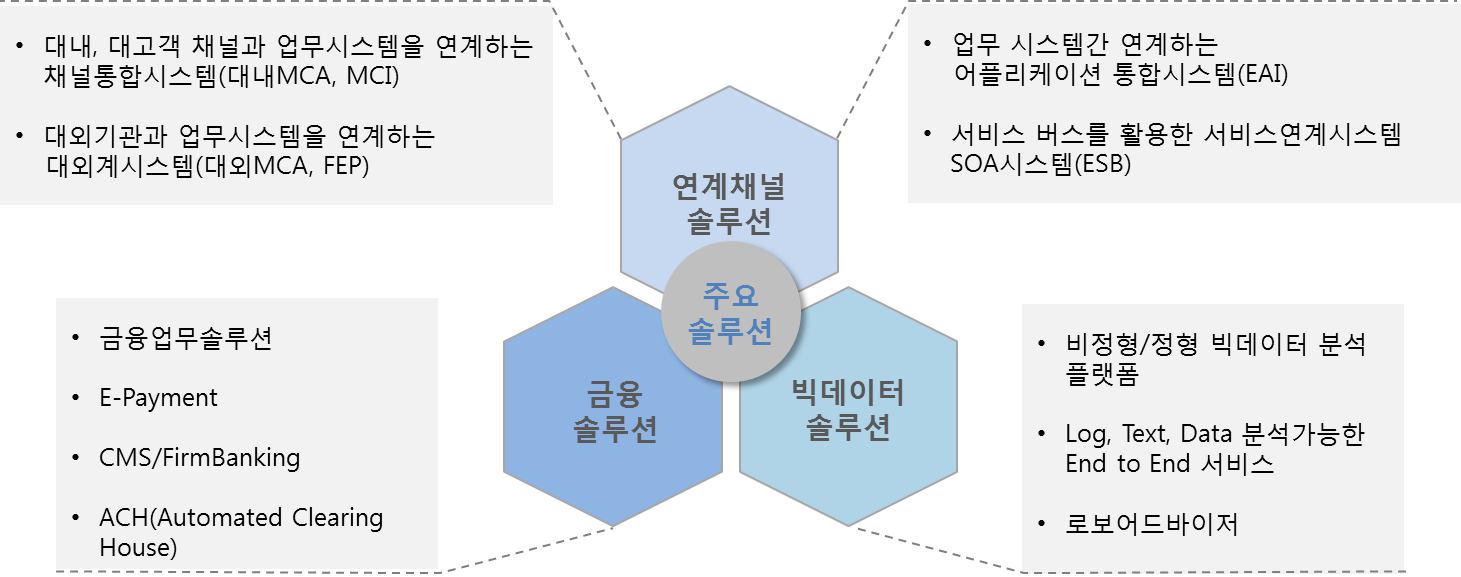 • 대내, 대고객 채널과 업무시스템을 연계하는
채널통합시스템(대내MCA, MCI)
• 대외기관과 업무시스템을 연계하는
대외계시스템(대외MCA, FEP)
• 업무 시스템간 연계하는
어플리케이션 통합시스템(EAI)
• 서비스 버스를 활용한 서비스연계시스템
SOA시스템(ESB)
연계채널
솔루션
주요
솔루션
금융
솔루션
빅데이터
솔루션
• 금융업무솔루션
• E-Payment
• CMS/FirmBanking
• ACH(Automated Clearing
House)
• 비정형/정형 빅데이터 분석
플랫폼
• Log, Text, Data 분석가능한
End to End 서비스
• 로보어드바이저